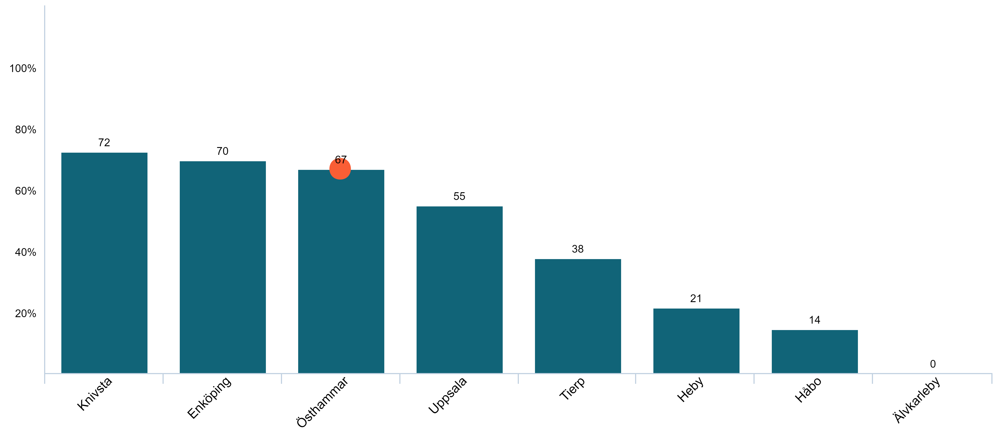 100%
80%
60%
40%
20%
72
70
67
55
38
21
14
0
Knivsta
Enköping
Östhammar
Uppsala
Tierp
Heby
Håbo
Älvkarleby